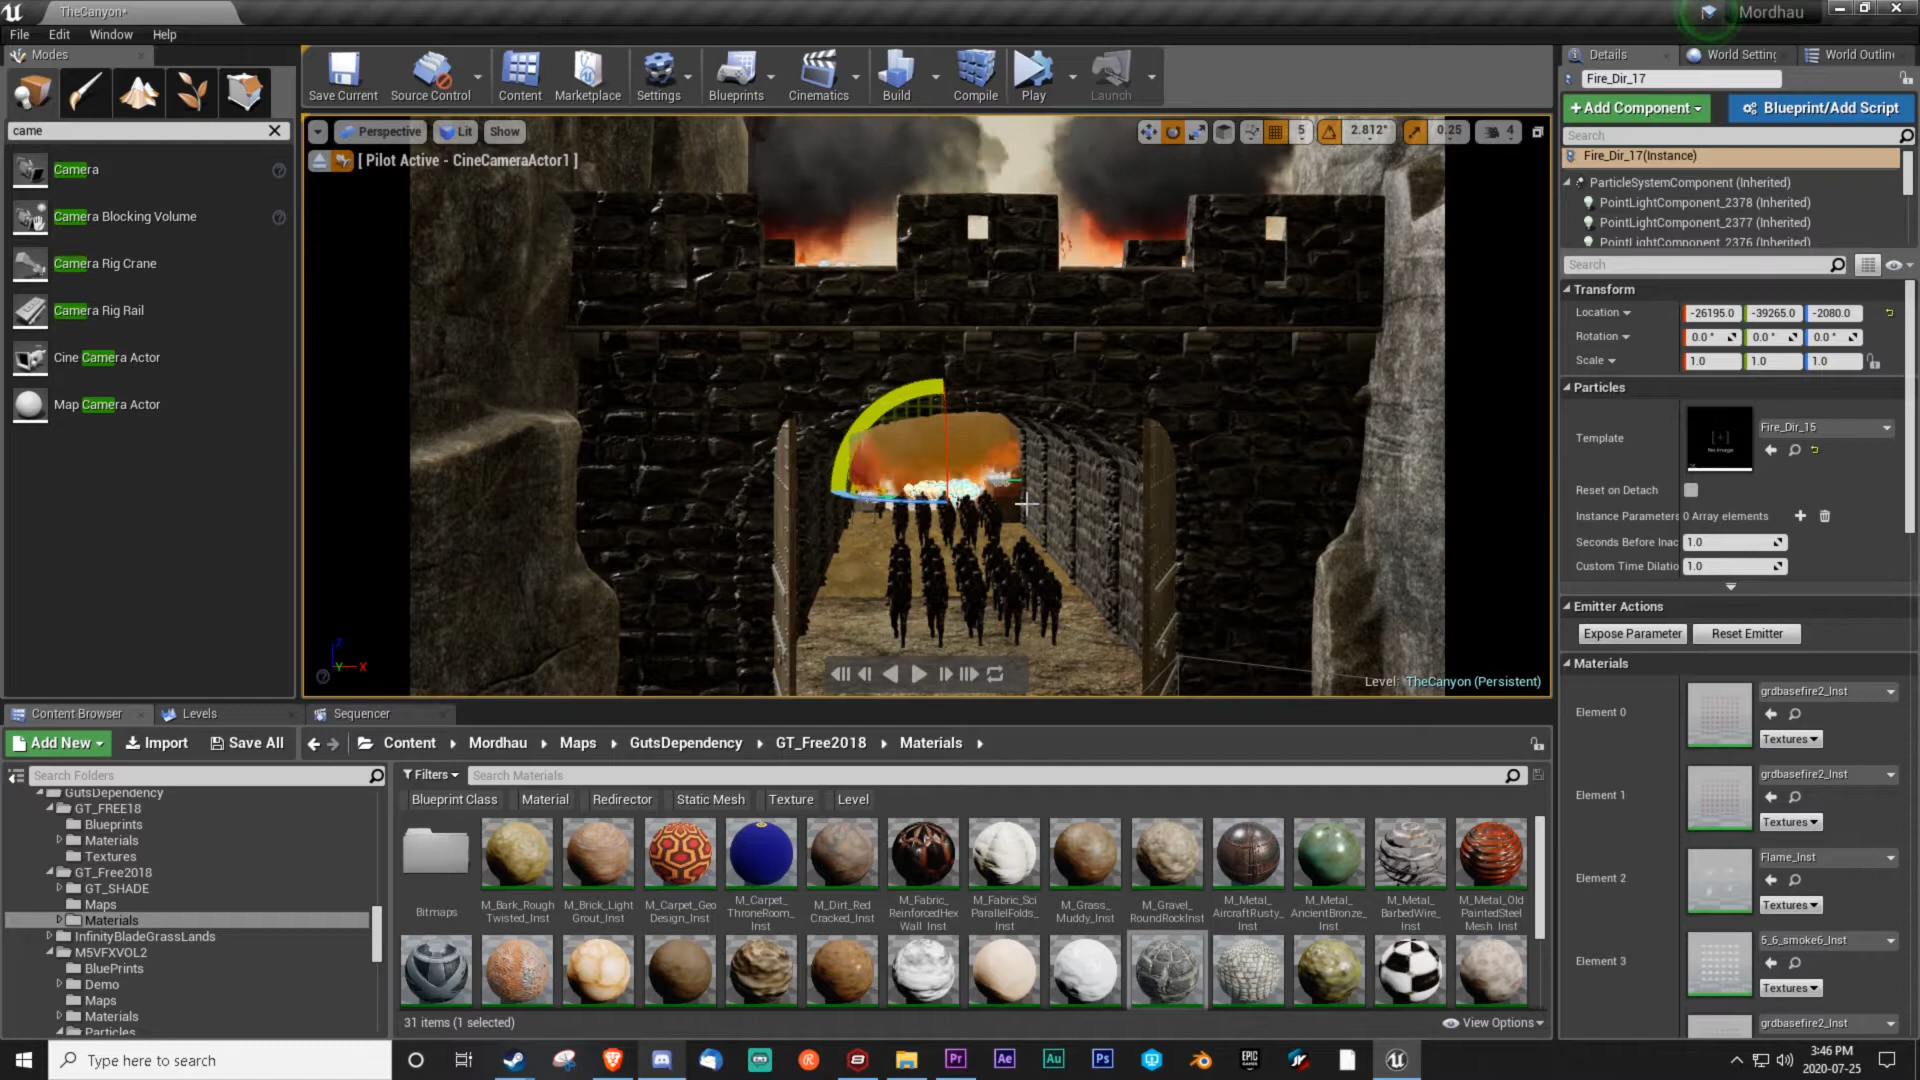 TheCanyon*
Mordhau
File Edit Window Help
Modes
came
Camera
Camera Blocking Volume
Camera Rig Crane
Camera Rig Rail
Cine Camera Actor
Map Camera Actor
Save Current
Source Control
Content
Marketplace
Settings
Blueprints
Cinematics
Build
Compile
Play
Launch
Perspective
Lit
Show
5
2.812°
0.25
4
[ Pilot Active - CineCameraActor1 ]
Level: TheCanyon (Persistent)
Details
World Setting
World Outlin
Fire_Dir_17
+Add Component
Blueprint/Add Script
Search
Fire_Dir_17(Instance)
ParticleSystemComponent (Inherited)
PointLightComponent_2378 (Inherited)
PointLightComponent_2377 (Inherited)
PointLightComponent_2376 (Inherited)
Search
Transform
Location -26195.0 -39265.0 -2080.0
Rotation 0.0 ° 0.0 ° 0.0 °
Scale 1.0 1.0 1.0
Particles
Template
Fire_Dir_15
Reset on Detach
Instance Parameters 0 Array elements
Seconds Before Inac 1.0
Custom Time Dilatio 1.0
Emitter Actions
Expose Parameter Reset Emitter
Materials
Element 0
grdbasefire2_Inst
Textures
Element 1
grdbasefire2_Inst
Textures
Element 2
Flame_Inst
Textures
Element 3
5_6_smoke6_Inst
Textures
grdbasefire2_Inst
Content Browser
Levels
Sequencer
Add New
Import
Save All
Content Mordhau Maps GutsDependency GT_Free2018 Materials
Search Folders
GutsDependency
GT_FREE18
Blueprints
Materials
Textures
GT_Free2018
GT_SHADE
Maps
Materials
InfinityBladeGrassLands
M5VFXVOL2
BluePrints
Demo
Maps
Materials
Particles
Filters
Search Materials
Blueprint Class Material Redirector Static Mesh Texture Level
Bitmaps
M_Bark_Rough Twisted_Inst
M_Brick_Light Grout_Inst
M_Carpet_Geo Design_Inst
M_Carpet_ ThroneRoom_ Inst
M_Dirt_Red Cracked_Inst
M_Fabric_ ReinforcedHex Wall_Inst
M_Fabric_Sci ParallelFolds_ Inst
M_Grass_ Muddy_Inst
M_Gravel_ RoundRockInst
M_Metal_ AircraftRusty_ Inst
M_Metal_ AncientBronze_ Inst
M_Metal_ BarbedWire_ Inst
M_Metal_Old PaintedSteel Mesh_Inst
31 items (1 selected)
View Options
Type here to search
3:46 PM
2020-07-25